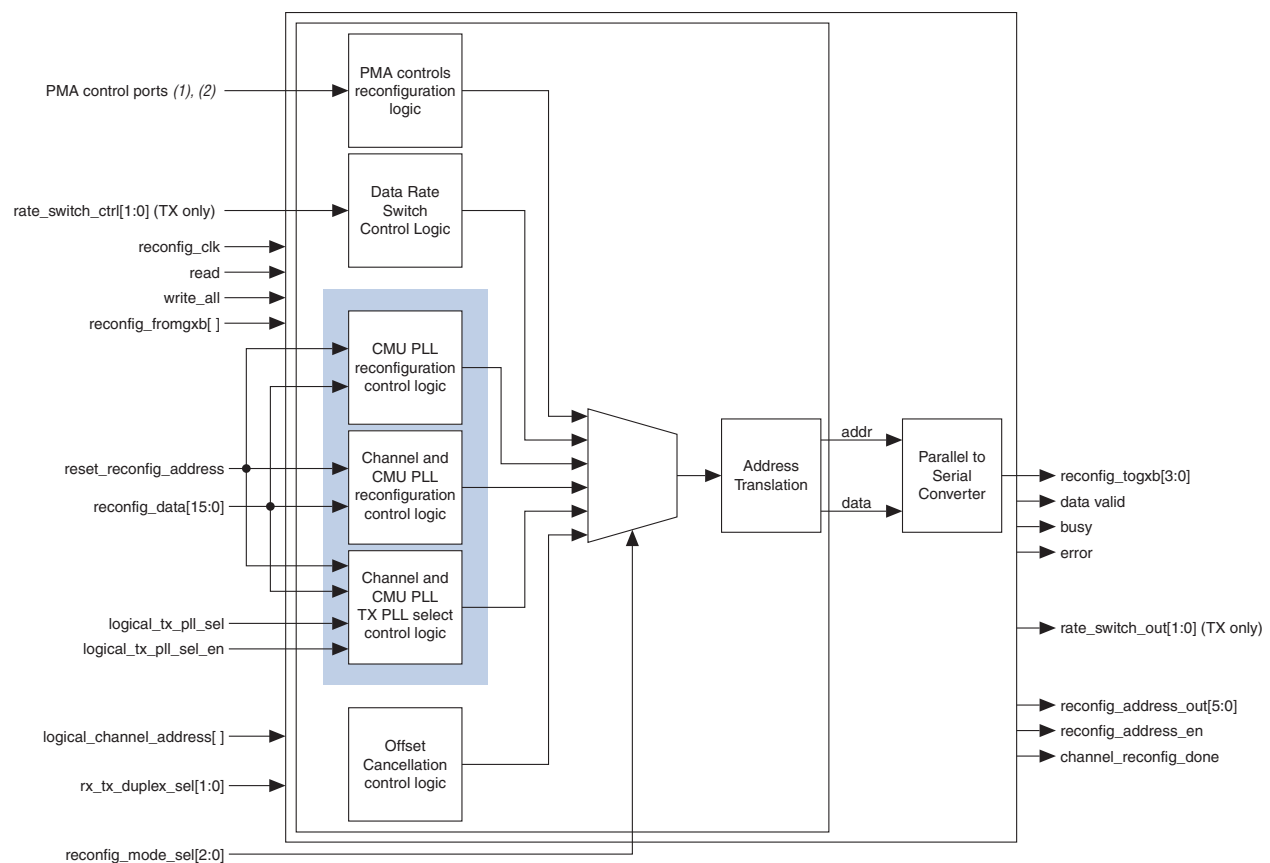 PMA control ports (1), (2)
rate_switch_ctrl[1:0] (TX only)
reconfig_clk
read
write_all
reconfig_fromgxb[ ]
reset_reconfig_address
reconfig_data[15:0]
logical_tx_pll_sel
logical_tx_pll_sel_en
logical_channel_address[ ]
rx_tx_duplex_sel[1:0]
reconfig_mode_sel[2:0]
PMA controls
reconfiguration
logic
Data Rate
Switch
Control Logic
CMU PLL
reconfiguration
control logic
Channel and
CMU PLL
reconfiguration
control logic
Channel and
CMU PLL
TX PLL select
control logic
Offset
Cancellation
control logic
Address
Translation
addr
data
Parallel to
Serial
Converter
reconfig_togxb[3:0]
data valid
busy
error
rate_switch_out[1:0] (TX only)
reconfig_address_out[5:0]
reconfig_address_en
channel_reconfig_done